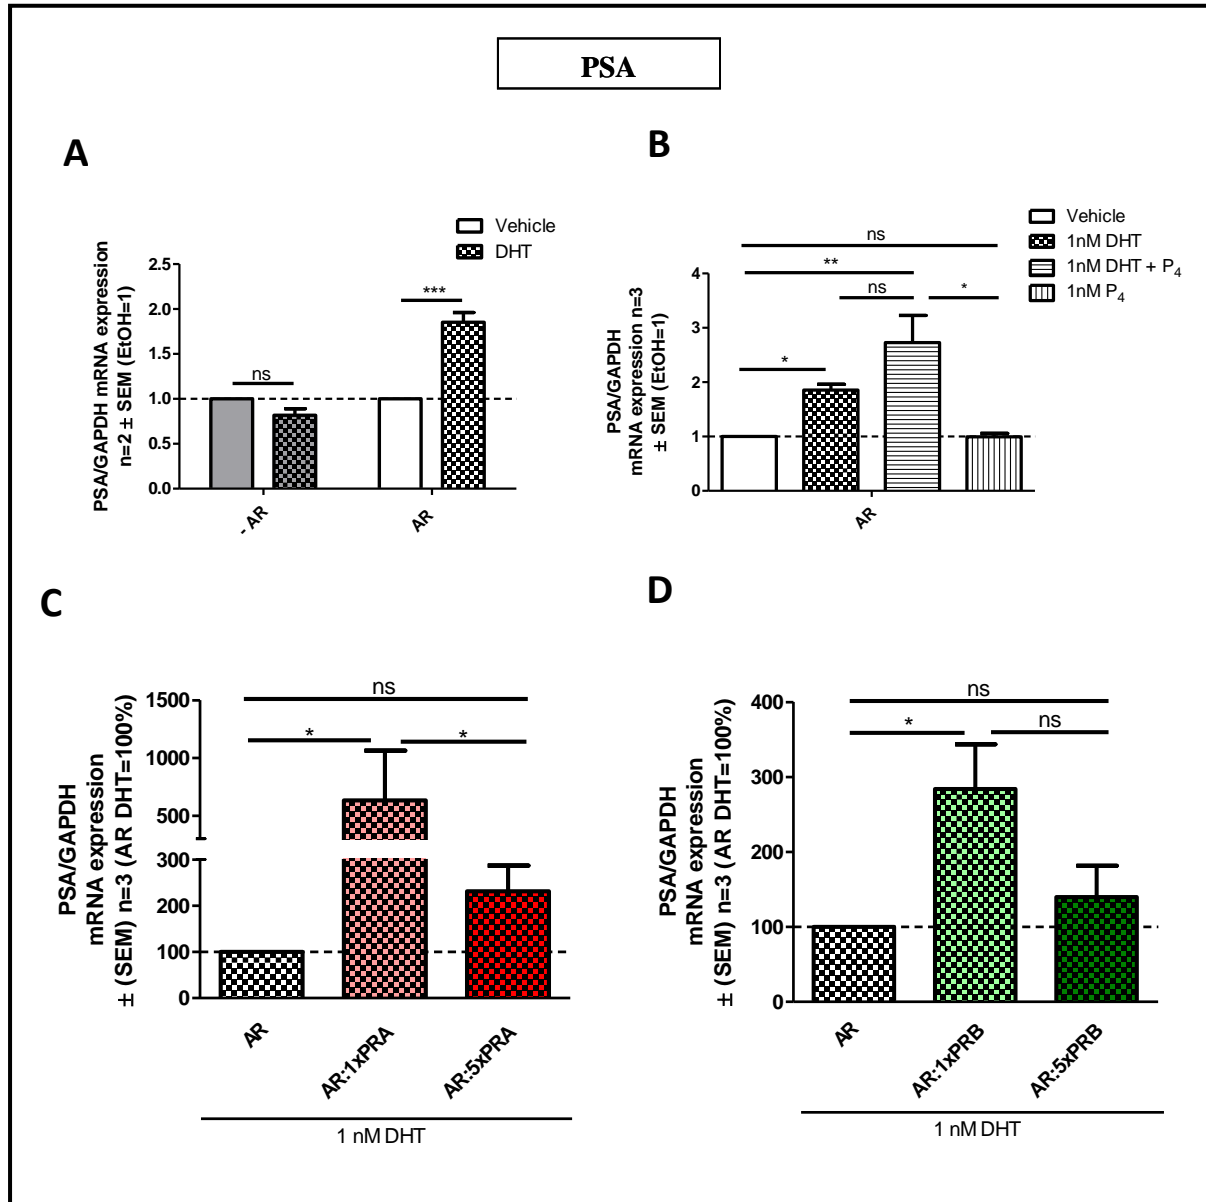 PSA
A
Vehicle
DHT
PSA/GAPDH mRNA expression
n=2 ± SEM (EtOH=1)
2.5
2.0
1.5
1.0
0.5
0.0
ns
***
- AR
AR
B
Vehicle
1nM DHT
1nM DHT + P4
1nM P4
PSA/GAPDH
mRNA expression n=3
± SEM (EtOH=1)
4
3
2
1
0
ns
**
ns
*
*
AR
C
PSA/GAPDH
mRNA expression
± (SEM) n=3 (AR DHT=100%)
1500
1000
500
300
200
100
0
ns
*
*
AR
AR:1xPRA
AR:5xPRA
1 nM DHT
D
PSA/GAPDH
mRNA expression
± (SEM) n=3 (AR DHT=100%)
400
300
200
100
0
ns
*
ns
AR
AR:1xPRB
AR:5xPRB
1 nM DHT